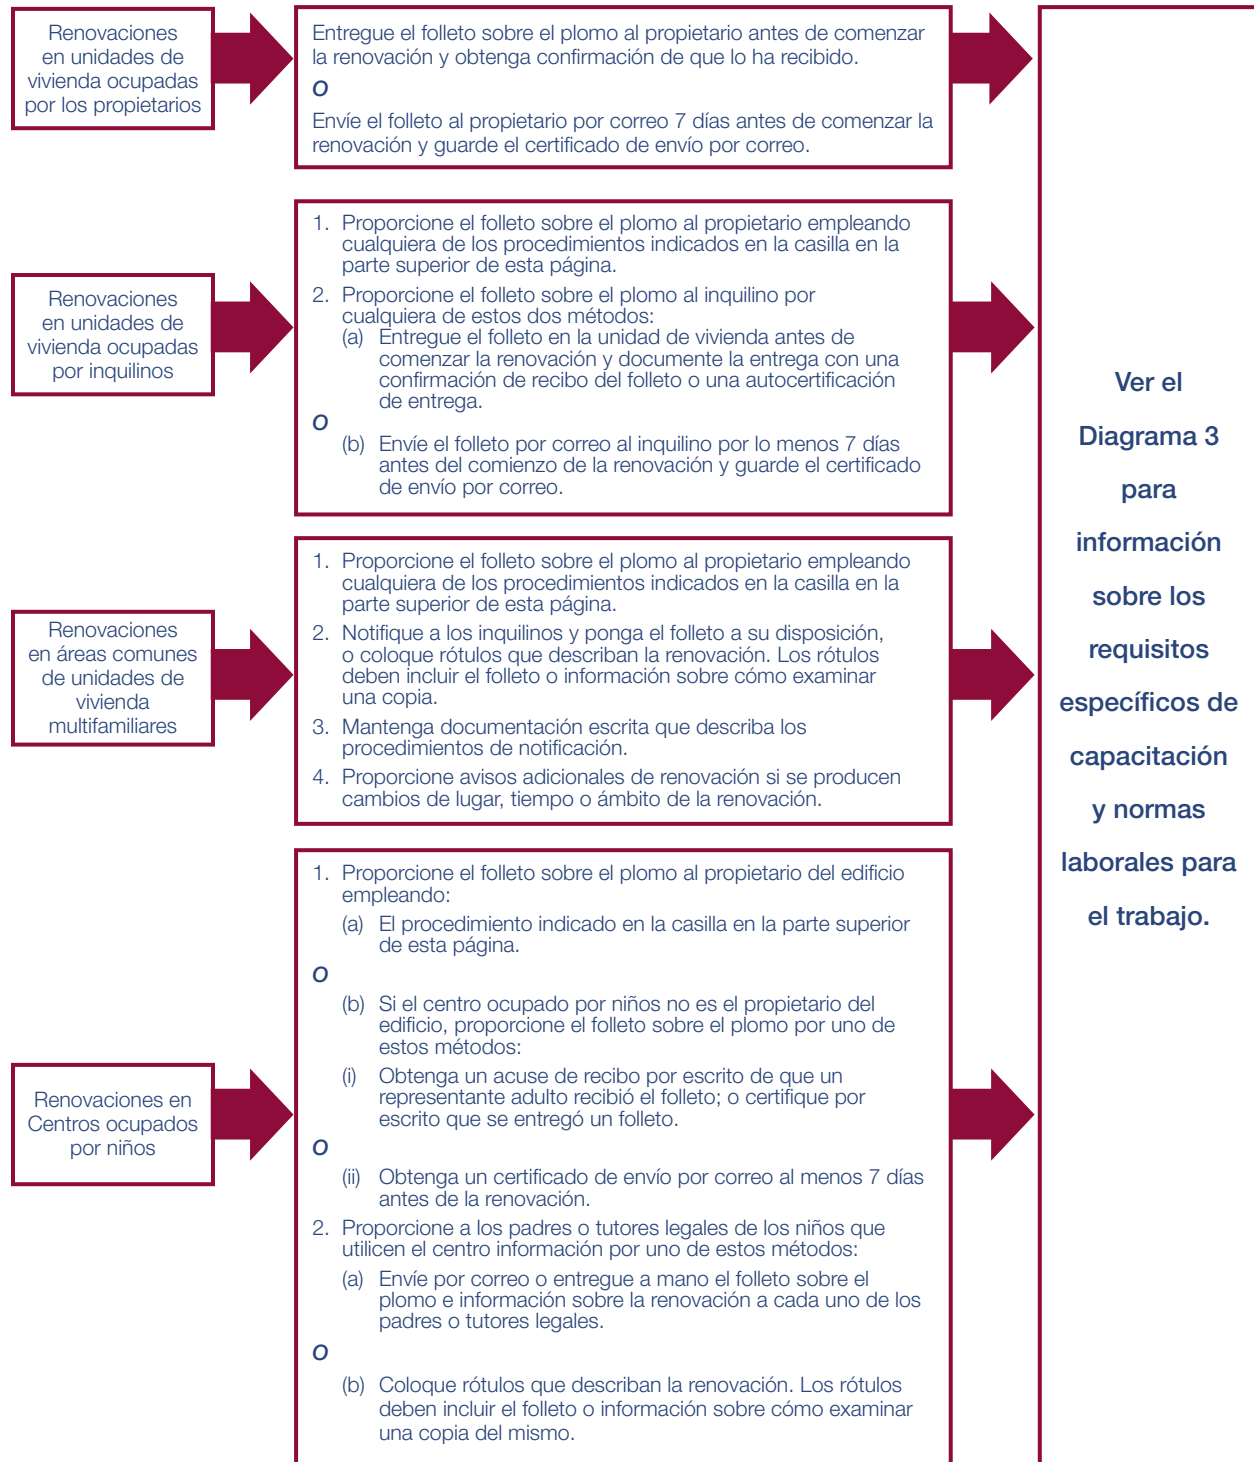 Renovaciones
en unidades de
vivienda ocupadas
por los propietarios
Entregue el folleto sobre el plomo al propietario antes de comenzar
la renovación y obtenga confirmación de que lo ha recibido.
O
Envíe el folleto al propietario por correo 7 días antes de comenzar la
renovación y guarde el certificado de envío por correo.
Renovaciones
en unidades de
vivienda ocupadas
por inquilinos
1. Proporcione el folleto sobre el plomo al propietario empleando
cualquiera de los procedimientos indicados en la casilla en la
parte superior de esta página.
2. Proporcione el folleto sobre el plomo al inquilino por
cualquiera de estos dos métodos:
(a) Entregue el folleto en la unidad de vivienda antes de
comenzar la renovación y documente la entrega con una
confirmación de recibo del folleto o una autocertificación
de entrega.
O
(b) Envíe el folleto por correo al inquilino por lo menos 7 días
antes del comienzo de la renovación y guarde el certificado
de envío por correo.
Renovaciones
en áreas comunes
de unidades de
vivienda
multifamiliares
1. Proporcione el folleto sobre el plomo al propietario empleando
cualquiera de los procedimientos indicados en la casilla en la
parte superior de esta página.
2. Notifique a los inquilinos y ponga el folleto a su disposición,
o coloque rótulos que describan la renovación. Los rótulos
deben incluir el folleto o información sobre cómo examinar
una copia.
3. Mantenga documentación escrita que describa los
procedimientos de notificación.
4. Proporcione avisos adicionales de renovación si se producen
cambios de lugar, tiempo o ámbito de la renovación.
Renovaciones en
Centros ocupados
por niños
1. Proporcione el folleto sobre el plomo al propietario del edificio
empleando:
(a) El procedimiento indicado en la casilla en la parte superior
de esta página.
O
(b) Si el centro ocupado por niños no es el propietario del
edificio, proporcione el folleto sobre el plomo por uno de
estos métodos:
(i) Obtenga un acuse de recibo por escrito de que un
representante adulto recibió el folleto; o certifique por
escrito que se entregó un folleto.
O
(ii) Obtenga un certificado de envío por correo al menos 7 días
antes de la renovación.
2. Proporcione a los padres o tutores legales de los niños que
utilicen el centro información por uno de estos métodos:
(a) Envíe por correo o entregue a mano el folleto sobre el
plomo e información sobre la renovación a cada uno de los
padres o tutores legales.
O
(b) Coloque rótulos que describan la renovación. Los rótulos
deben incluir el folleto o información sobre cómo examinar
una copia del mismo.
Ver el
Diagrama 3
para
información
sobre los
requisitos
específicos de
capacitación
y normas
laborales para
el trabajo.